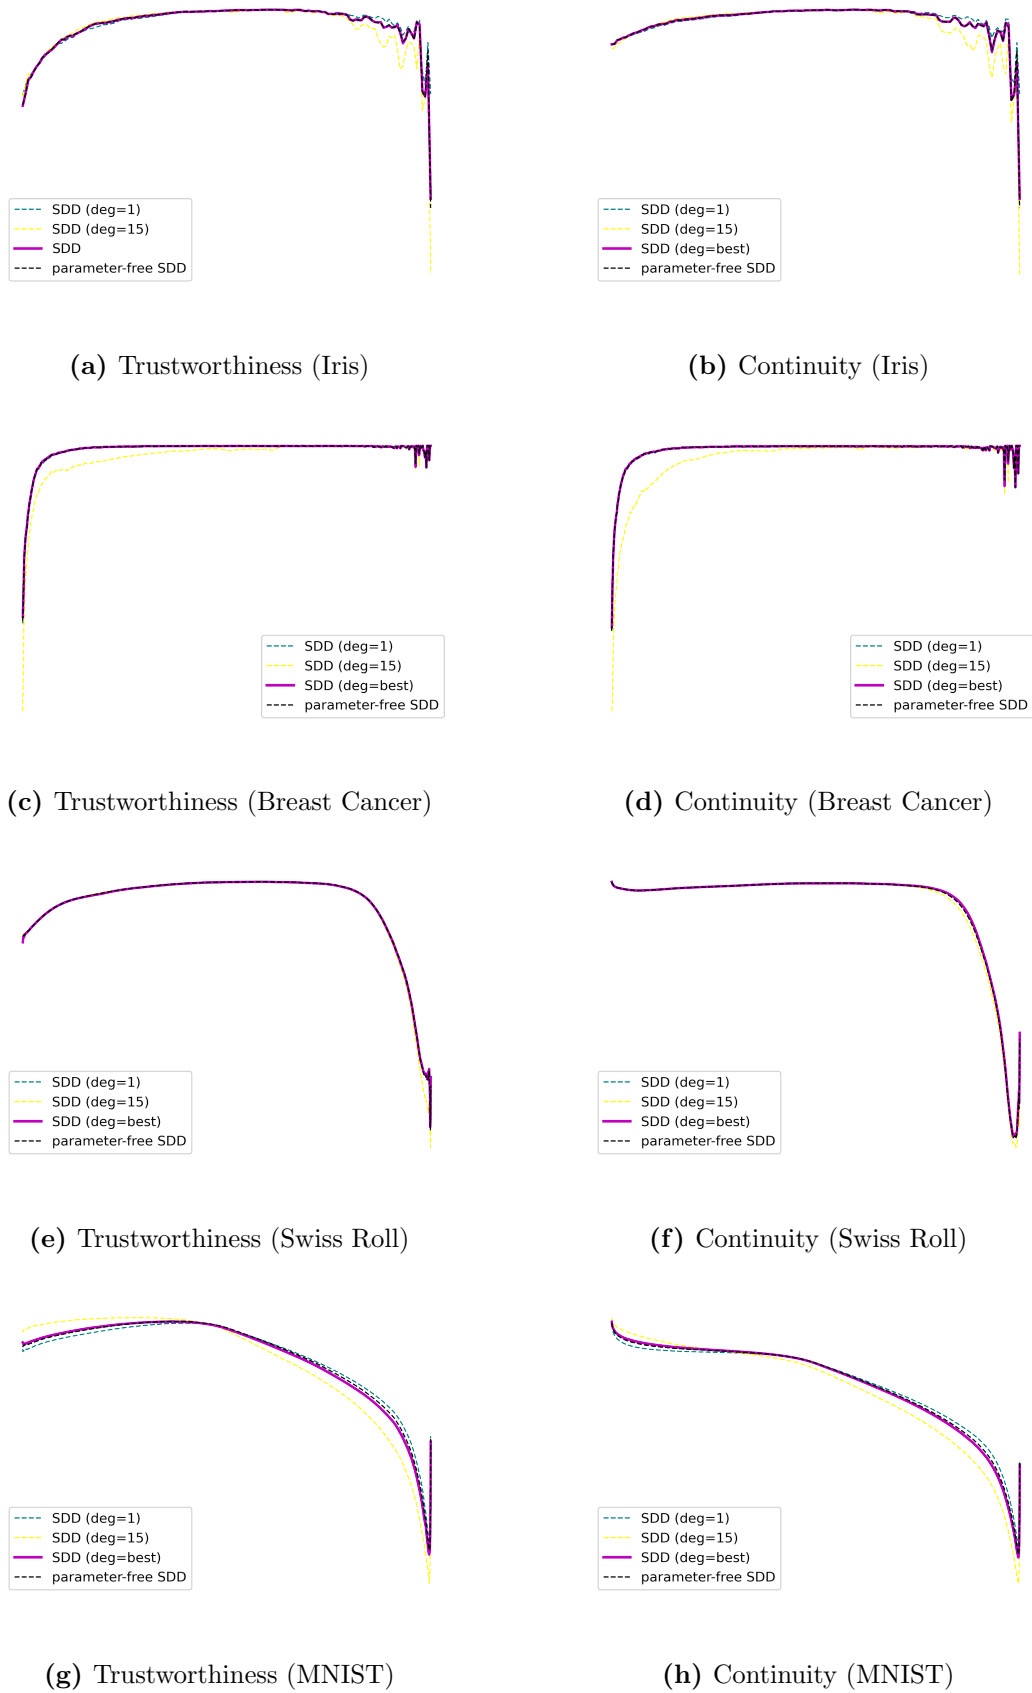 SDD (deg=1)
SDD (deg=15)
SDD
parameter-free SDD
SDD (deg=1)
SDD (deg=15)
SDD (deg=best)
parameter-free SDD
(a) Trustworthiness (Iris)
(b) Continuity (Iris)
SDD (deg=1)
SDD (deg=15)
SDD (deg=best)
parameter-free SDD
SDD (deg=1)
SDD (deg=15)
SDD (deg=best)
parameter-free SDD
(c) Trustworthiness (Breast Cancer)
(d) Continuity (Breast Cancer)
SDD (deg=1)
SDD (deg=15)
SDD (deg=best)
parameter-free SDD
SDD (deg=1)
SDD (deg=15)
SDD (deg=best)
parameter-free SDD
(e) Trustworthiness (Swiss Roll)
(f) Continuity (Swiss Roll)
SDD (deg=1)
SDD (deg=15)
SDD (deg=best)
parameter-free SDD
SDD (deg=1)
SDD (deg=15)
SDD (deg=best)
parameter-free SDD
(g) Trustworthiness (MNIST)
(h) Continuity (MNIST)